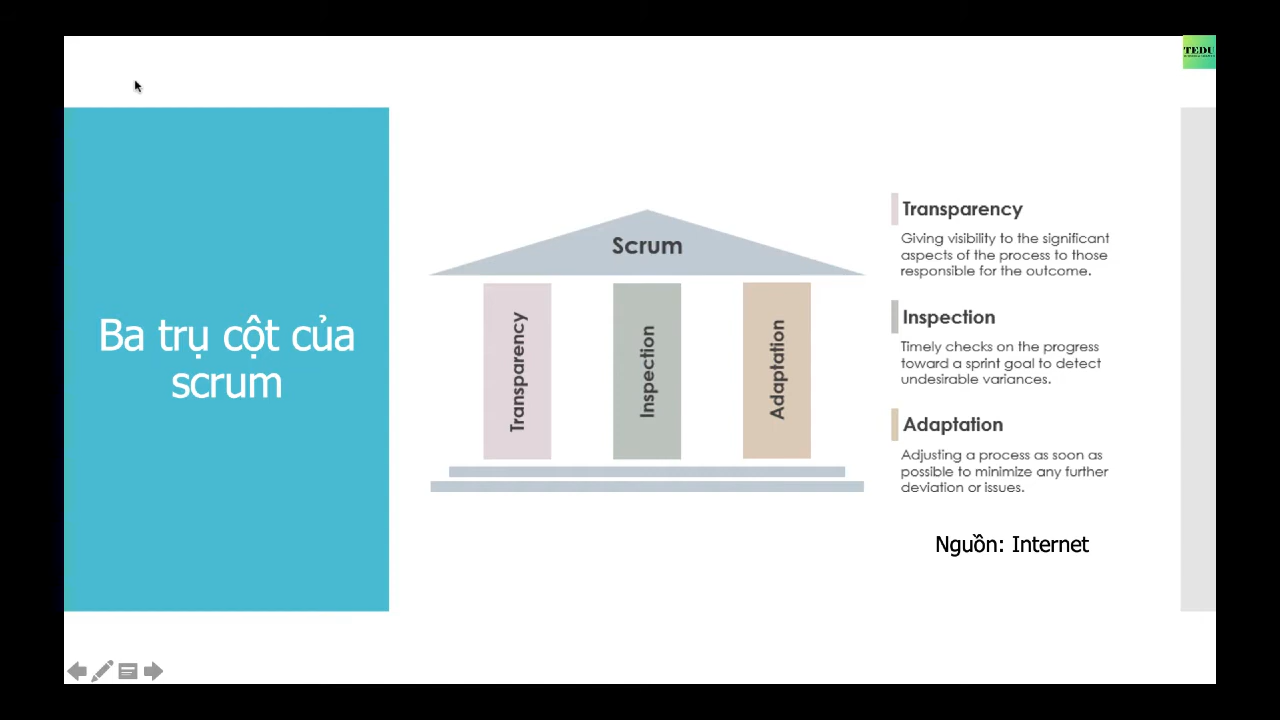 TEDU
Ba trụ cột của
scrum
Scrum
Transparency
Inspection
Adaptation
Transparency
Giving visibility to the significant
aspects of the process to those
responsible for the outcome.
Inspection
Timely checks on the progress
toward a sprint goal to detect
undesirable variances.
Adaptation
Adjusting a process as soon as
possible to minimize any further
deviation or issues.
Nguồn: Internet